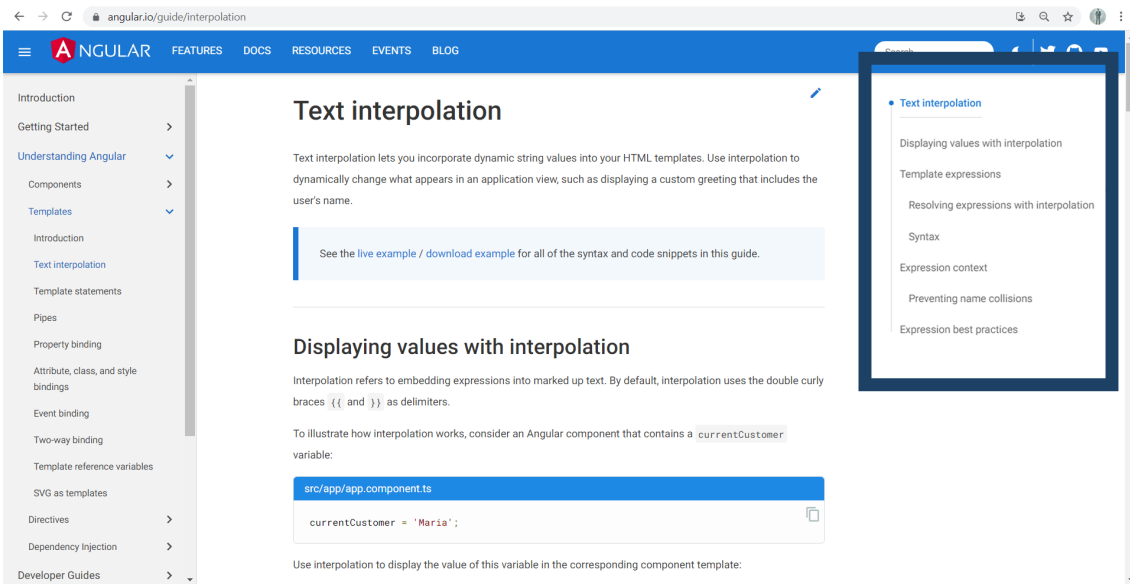 angular.io/guide/interpolation
ANGULAR FEATURES DOCS RESOURCES EVENTS BLOG
Search
Introduction
Getting Started
Understanding Angular
Components
Templates
Introduction
Text interpolation
Template statements
Pipes
Property binding
Attribute, class, and style
bindings
Event binding
Two-way binding
Template reference variables
SVG as templates
Directives
Dependency Injection
Developer Guides
Text interpolation
Text interpolation lets you incorporate dynamic string values into your HTML templates. Use interpolation to
dynamically change what appears in an application view, such as displaying a custom greeting that includes the
user's name.
See the live example / download example for all of the syntax and code snippets in this guide.
Displaying values with interpolation
Interpolation refers to embedding expressions into marked up text. By default, interpolation uses the double curly
braces {{ and }} as delimiters.
To illustrate how interpolation works, consider an Angular component that contains a currentCustomer
variable:
src/app/app.component.ts
currentCustomer = 'Maria';
Use interpolation to display the value of this variable in the corresponding component template:
Text interpolation
Displaying values with interpolation
Template expressions
Resolving expressions with interpolation
Syntax
Expression context
Preventing name collisions
Expression best practices